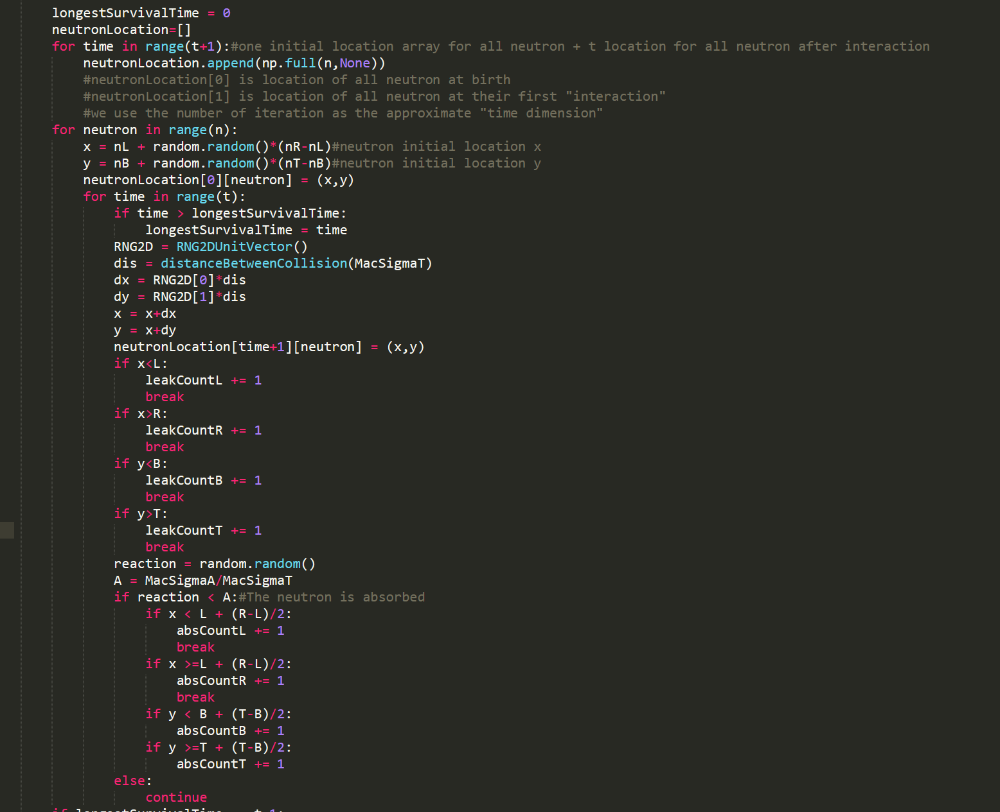 longestSurvivalTime = 0
neutronLocation=[]
for time in range(t+1):#one initial location array for all neutron + t location for all neutron after interaction
    neutronLocation.append(np.full(n,None))
    #neutronLocation[0] is location of all neutron at birth
    #neutronLocation[1] is location of all neutron at their first "interaction"
    #we use the number of iteration as the approximate "time dimension"
for neutron in range(n):
    x = nL + random.random()*(nR-nL)#neutron initial location x
    y = nB + random.random()*(nT-nB)#neutron initial location y
    neutronLocation[0][neutron] = (x,y)
    for time in range(t):
        if time > longestSurvivalTime:
            longestSurvivalTime = time
        RNG2D = RNG2DUnitVector()
        dis = distanceBetweenCollision(MacSigmaT)
        dx = RNG2D[0]*dis
        dy = RNG2D[1]*dis
        x = x+dx
        y = x+dy
        neutronLocation[time+1][neutron] = (x,y)
        if x<L:
            leakCountL += 1
            break
        if x>R:
            leakCountR += 1
            break
        if y<B:
            leakCountB += 1
            break
        if y>T:
            leakCountT += 1
            break
        reaction = random.random()
        A = MacSigmaA/MacSigmaT
        if reaction < A:#The neutron is absorbed
            if x < L + (R-L)/2:
                absCountL += 1
                break
            if x >=L + (R-L)/2:
                absCountR += 1
                break
            if y < B + (T-B)/2:
                absCountB += 1
            if y >=T + (T-B)/2:
                absCountT += 1
        else:
            continue